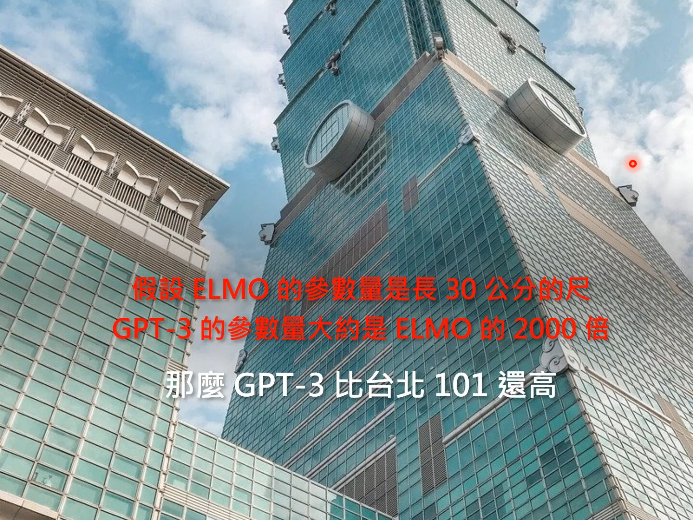 假設 ELMO 的參數量是長 30 公分的尺
GPT-3 的參數量大約是 ELMO 的 2000 倍
那麼 GPT-3 比台北 101 還高